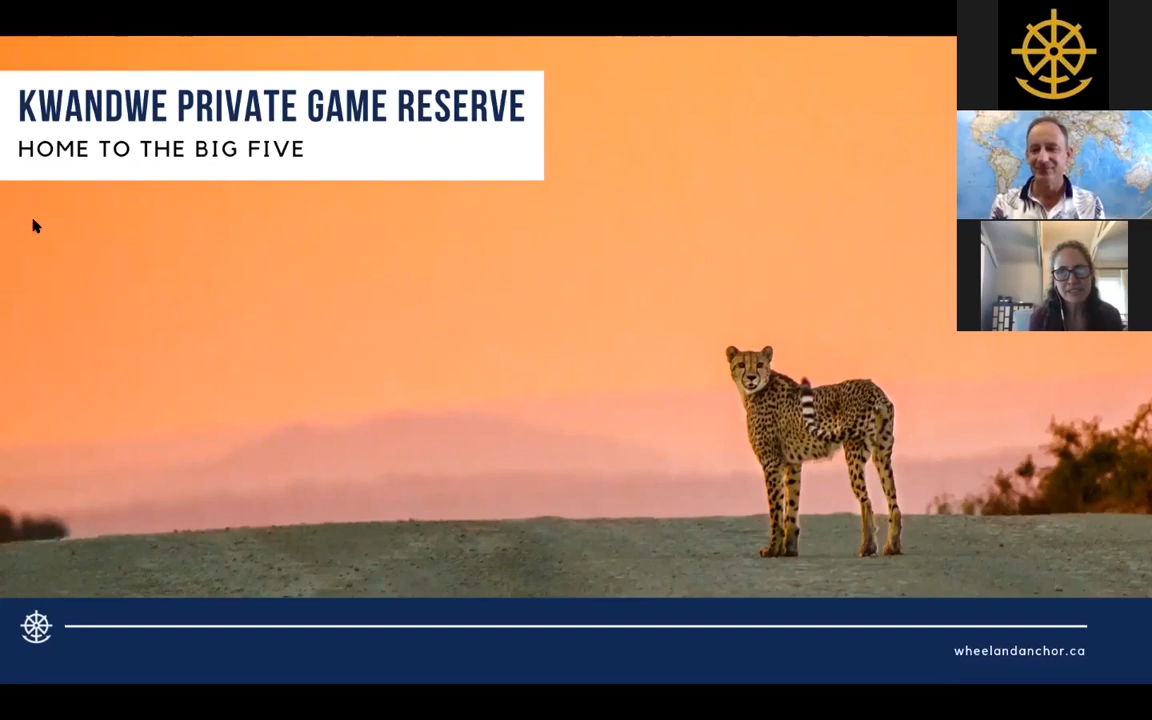 KWANDWE PRIVATE GAME RESERVE
HOME TO THE BIG FIVE
wheelandanchor.ca